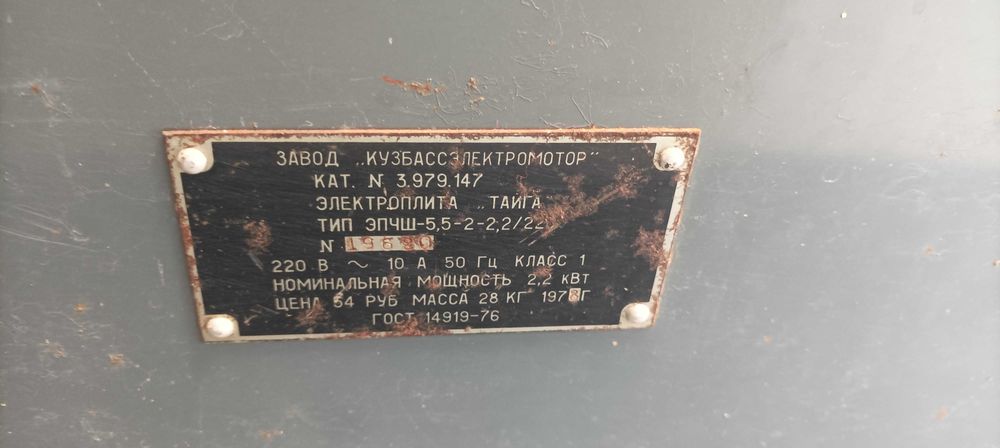 ЗАВОД „КУЗБАССЭЛЕКТРОМОТОР"
КАТ. N 3.979.147
ЭЛЕКТРОПЛИТА „ТАЙГА
ТИП ЭПЧШ-5,5-2-2,2/22
N
220 В ~ 10 А 50 Гц КЛАСС 1
НОМИНАЛЬНАЯ МОЩНОСТЬ 2,2 кВт
ЦЕНА 54 РУБ МАССА 28 КГ
ГОСТ 14919-76